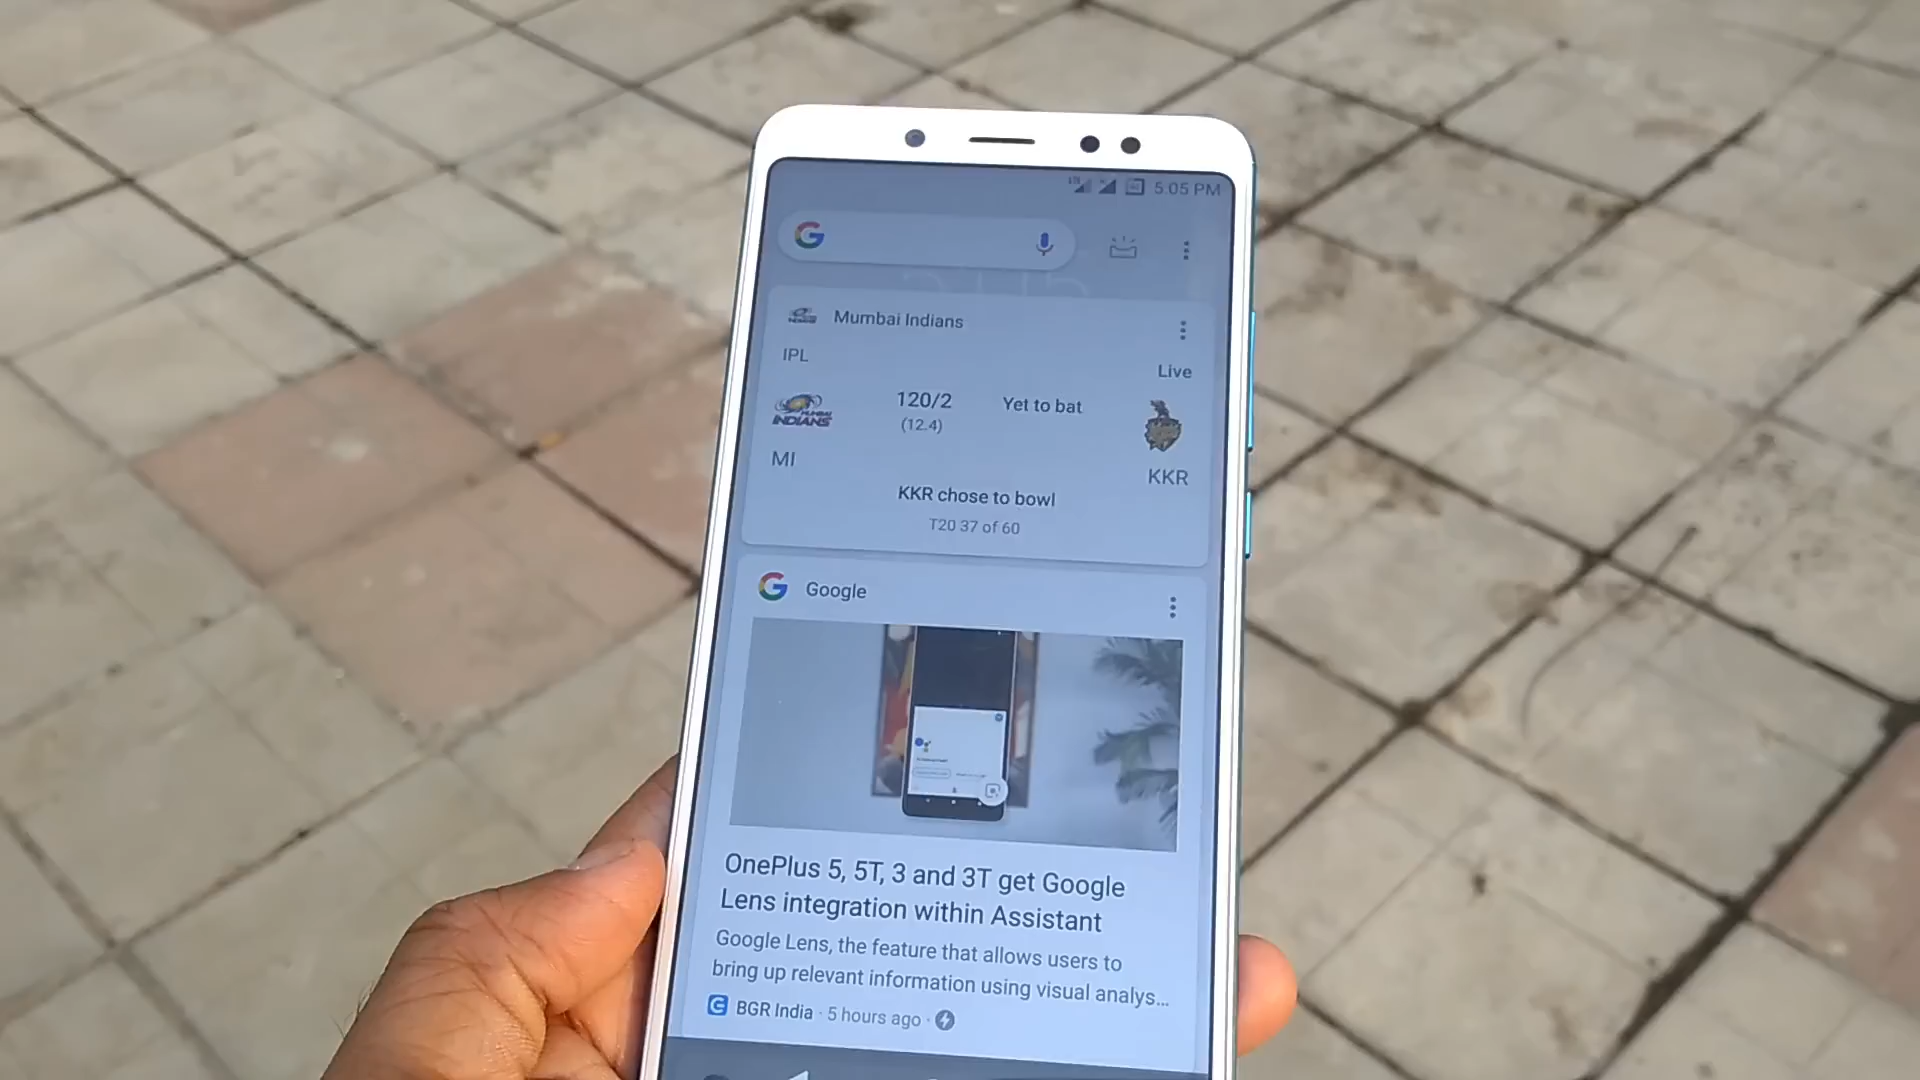 5:05 PM
Mumbai Indians
IPL
Live
120/2
Yet to bat
(12.4)
INDIANS
MI
KKR
KKR chose to bowl
T20 37 of 60
Google
OnePlus 5, 5T, 3 and 3T get Google
Lens integration within Assistant
Google Lens, the feature that allows users to
bring up relevant information using visual analys...
BGR India · 5 hours ago ·